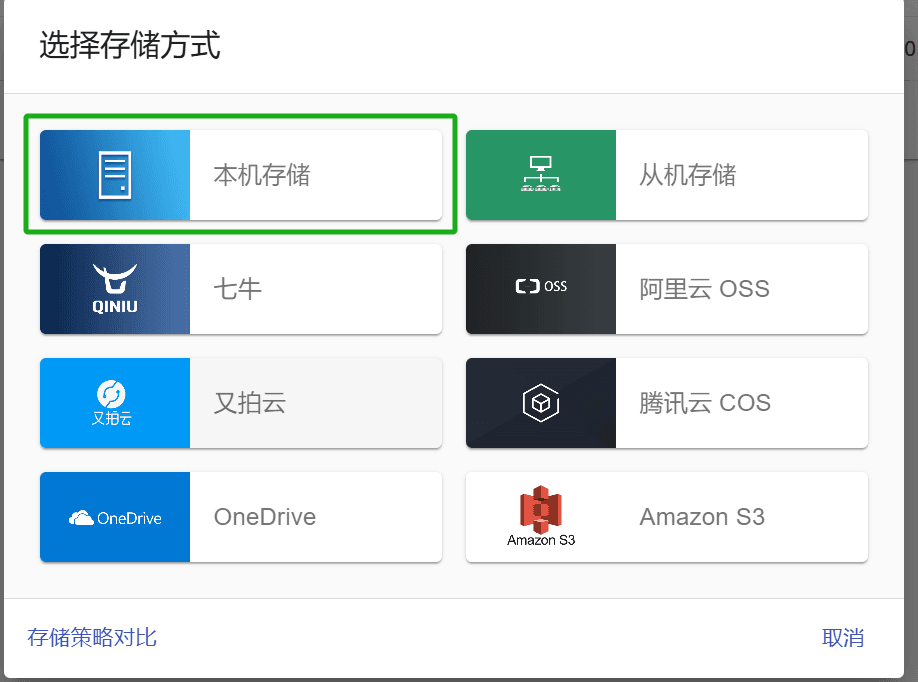 选择存储方式
0
本机存储
从机存储
QINIU
七牛
OSS
阿里云 OSS
又拍云
又拍云
腾讯云 COS
OneDrive
OneDrive
Amazon S3
Amazon S3
存储策略对比
取消